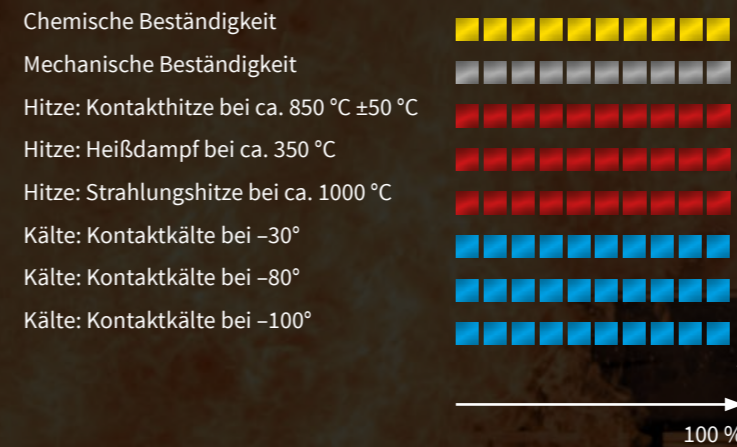 Chemische Beständigkeit
Mechanische Beständigkeit
Hitze: Kontakthitze bei ca. 850 °C ±50 °C
Hitze: Heißdampf bei ca. 350 °C
Hitze: Strahlungshitze bei ca. 1000 °C
Kälte: Kontaktkälte bei –30°
Kälte: Kontaktkälte bei –80°
Kälte: Kontaktkälte bei –100°
100 %